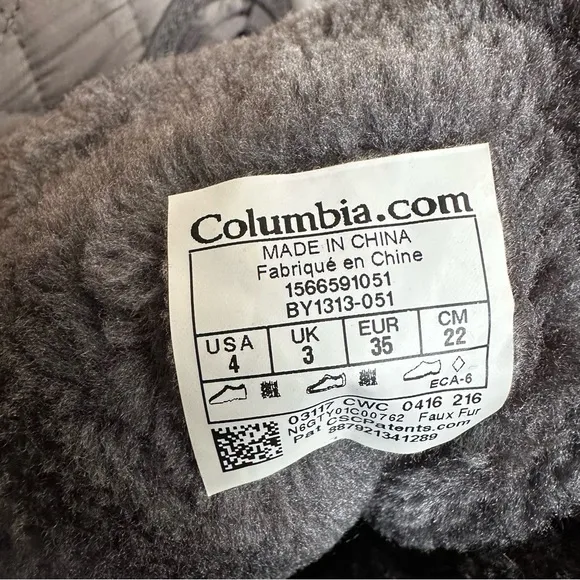 Columbia.com
MADE IN CHINA
Fabriqué en Chine
1566591051
BY1313-051
USA UK EUR CM
4 3 35 22
ECA-6
03117 CWC 0416 216
N6GTY01C00762 Faux Fur
Pat CSCPatents.com
887921341289